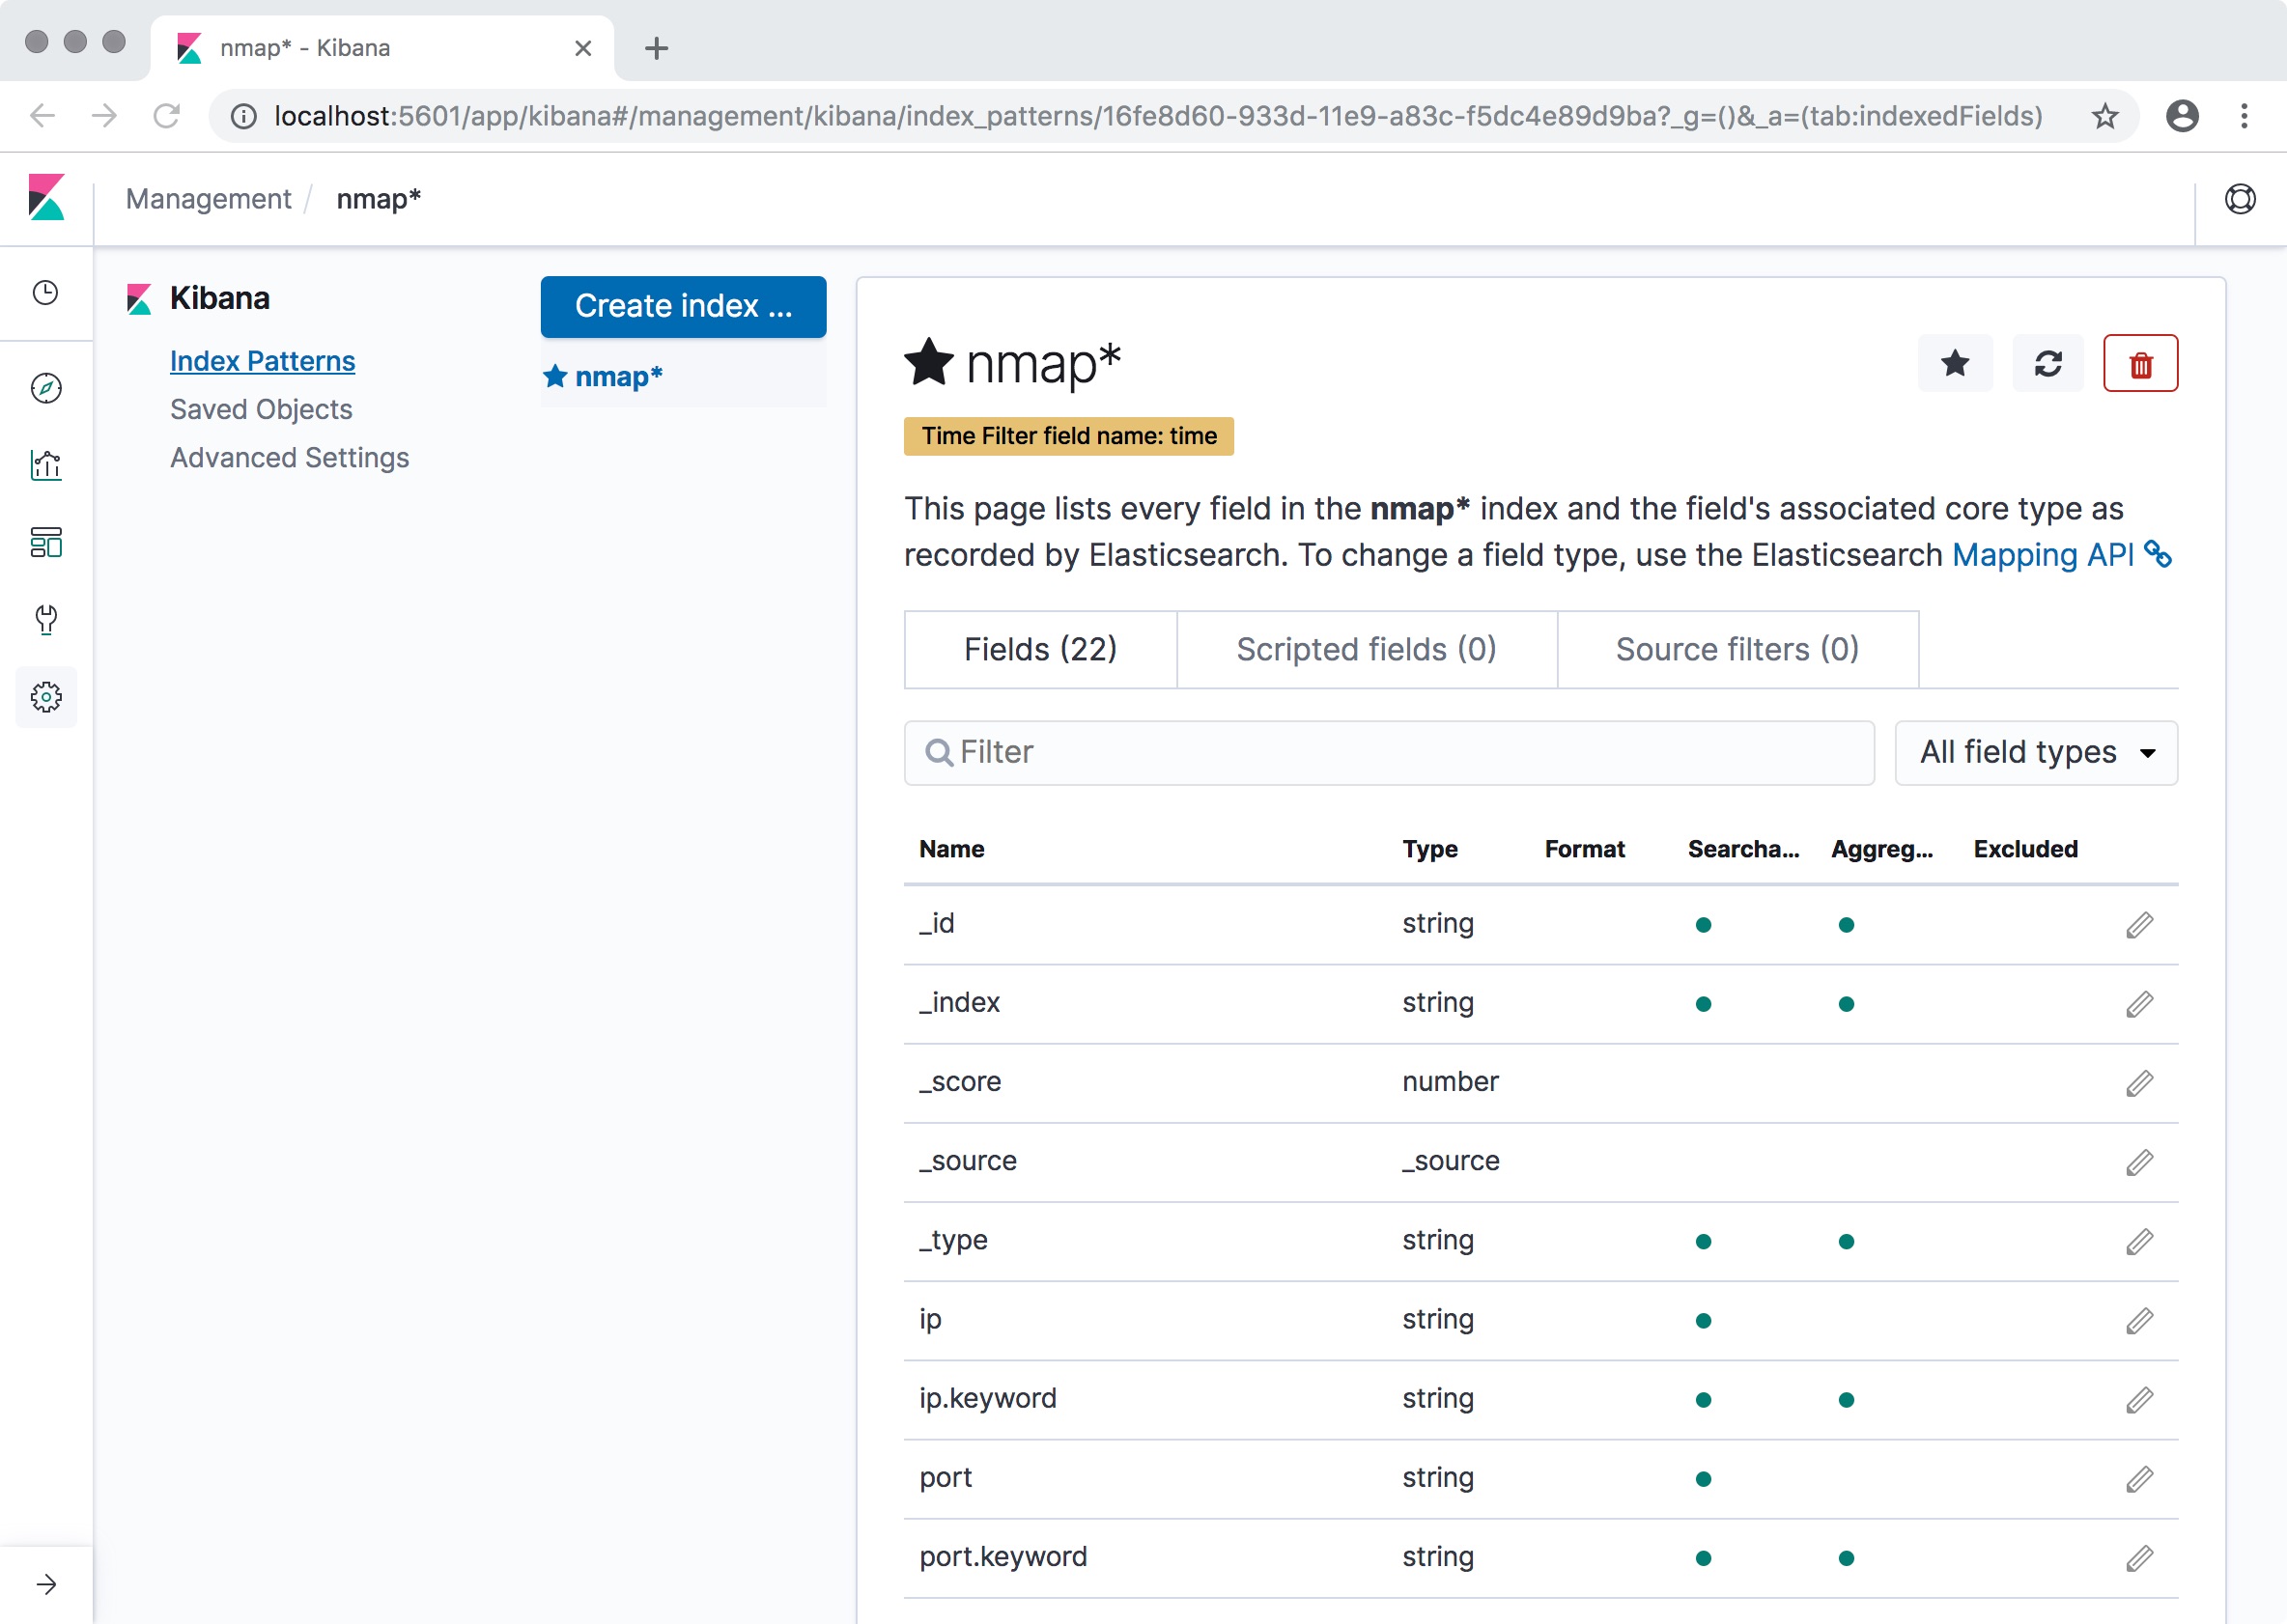 nmap* - Kibana
localhost:5601/app/kibana#/management/kibana/index_patterns/16fe8d60-933d-11e9-a83c-f5dc4e89d9ba?_g=()&_a=(tab:indexedFields)
Management / nmap*
Kibana
Index Patterns
Saved Objects
Advanced Settings
Create index ...
nmap*
nmap*
Time Filter field name: time
This page lists every field in the nmap* index and the field's associated core type as
recorded by Elasticsearch. To change a field type, use the Elasticsearch Mapping API
Fields (22) Scripted fields (0) Source filters (0)
Filter All field types
Name Type Format Searcha... Aggreg... Excluded
_id string
_index string
_score number
_source _source
_type string
ip string
ip.keyword string
port string
port.keyword string